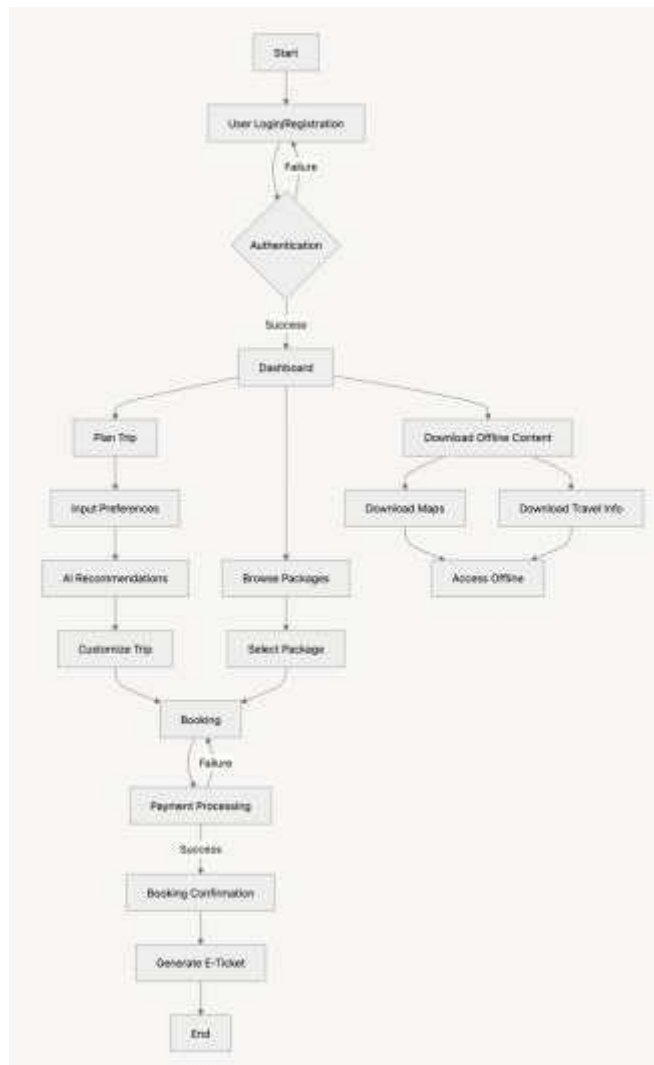 Start
User Login/Registration
Failure
Authentication
Success
Dashboard
Plan Trip
Download Offline Content
Input Preferences
Download Maps
Download Travel Info
AI Recommendations
Browse Packages
Access Offline
Customize Trip
Select Package
Booking
Failure
Payment Processing
Success
Booking Confirmation
Generate E-Ticket
End